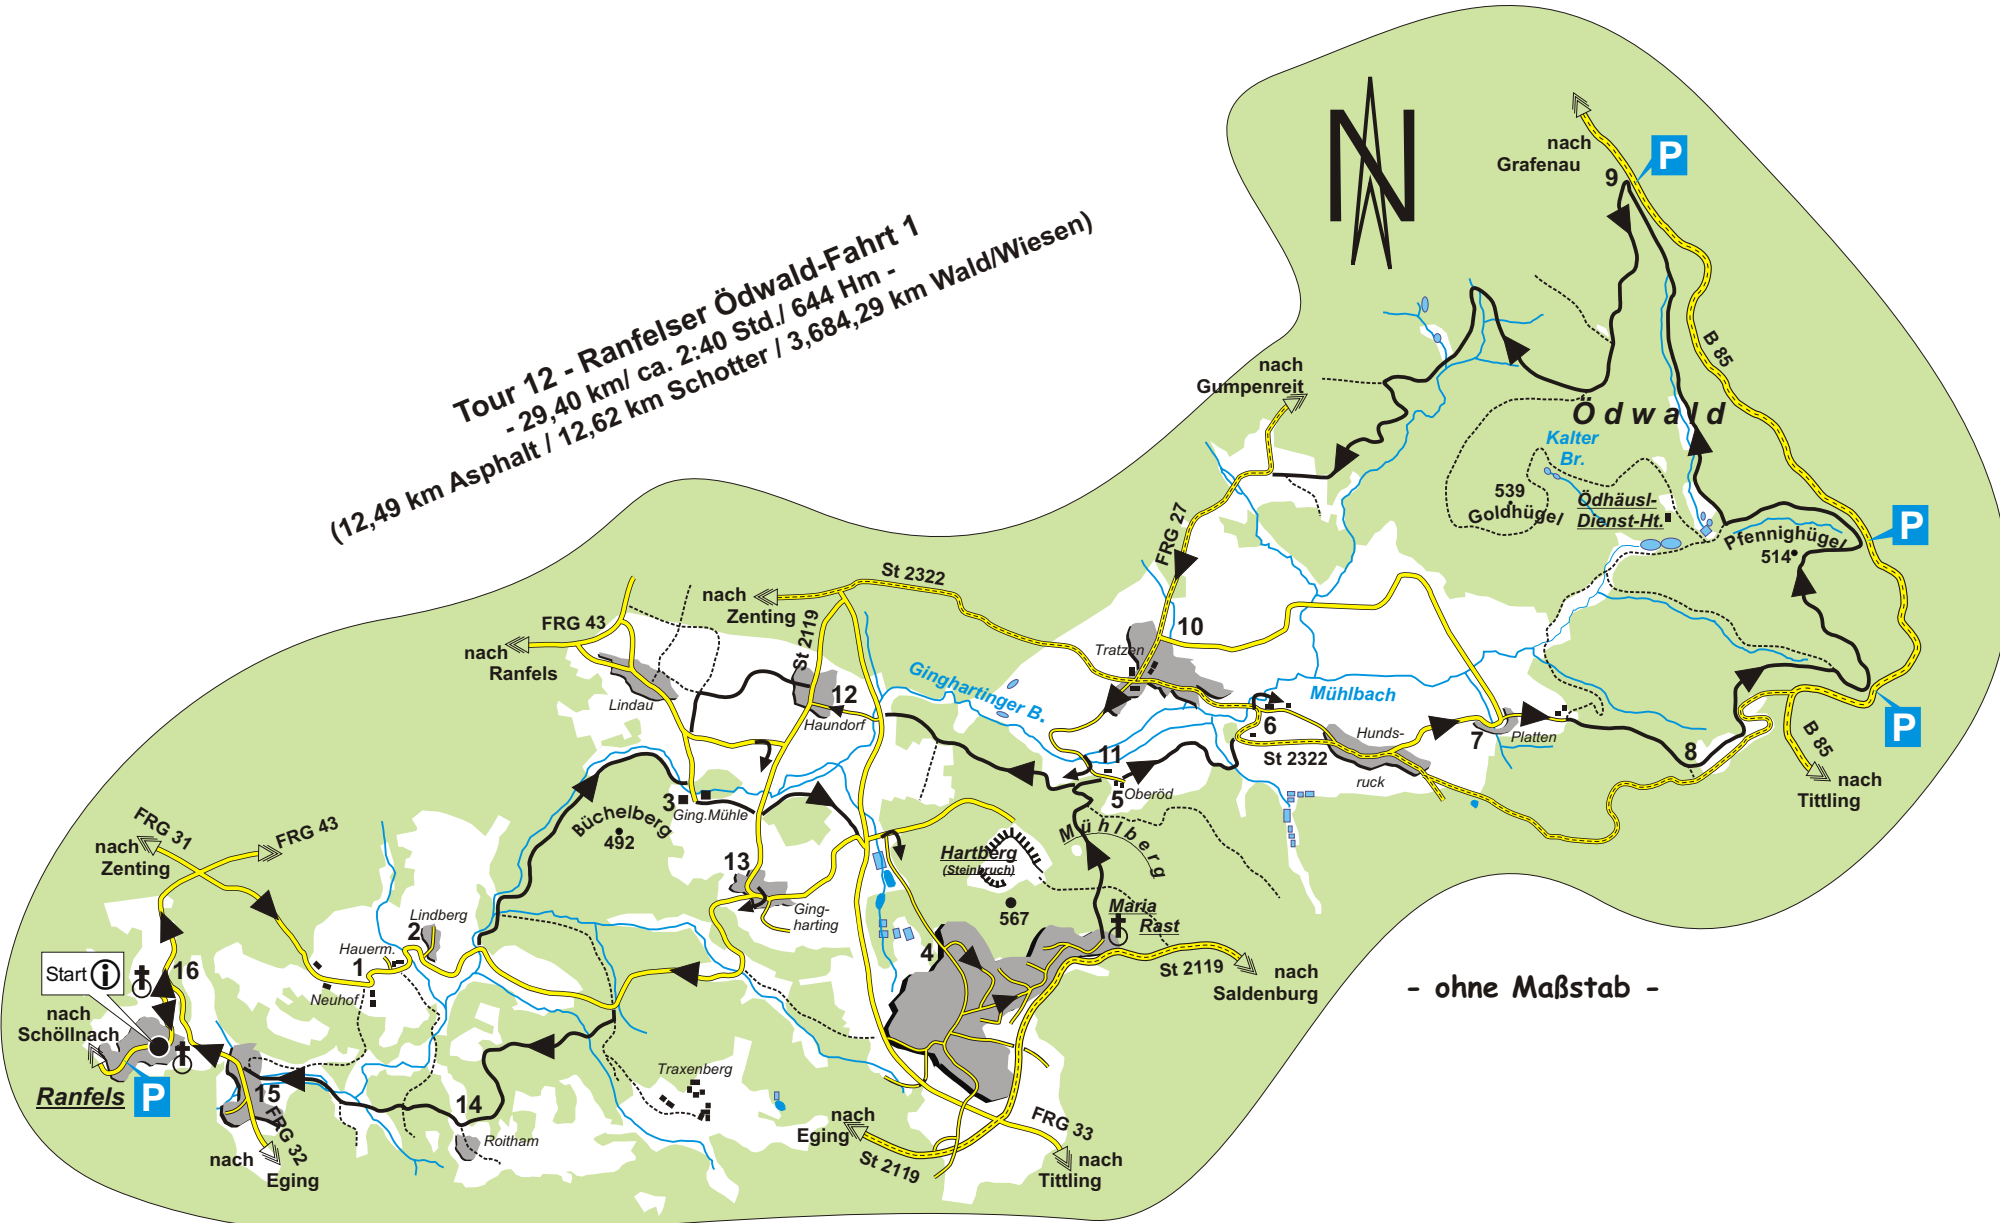 Tour 12 - Ranfelser Ödwald-Fahrt 1
- 29,40 km/ ca. 2:40 Std./ 644 Hm -
(12,49 km Asphalt / 12,62 km Schotter / 3,684,29 km Wald/Wiesen)
N
nach
Grafenau
P
9
B 85
nach
Gumpenreit
Ödwald
Kalter
Br.
539
Goldhügel
Ödhäusl-
Dienst-Ht.
Pfennighügel
514
P
FRG 27
St 2322
nach
Zenting
St 2119
FRG 43
nach
Ranfels
Lindau
12
Haundorf
Ginghartinger B.
Tratzen
10
Mühlbach
6
St 2322
Hunds-
ruck
7
Platten
8
P
B 85
nach
Tittling
11
5
Oberöd
Mühlberg
3
Ging.Mühle
Büchelberg
492
13
Ging-
harting
Hartberg
(Steinbruch)
567
Maria
Rast
St 2119
nach
Saldenburg
- ohne Maßstab -
4
FRG 31
nach
Zenting
FRG 43
Lindberg
2
Hauerm.
1
Neuhof
Start i
16
nach
Schöllnach
Ranfels
P
15
FRG 32
nach
Eging
14
Roitham
Traxenberg
nach
Eging
St 2119
FRG 33
nach
Tittling